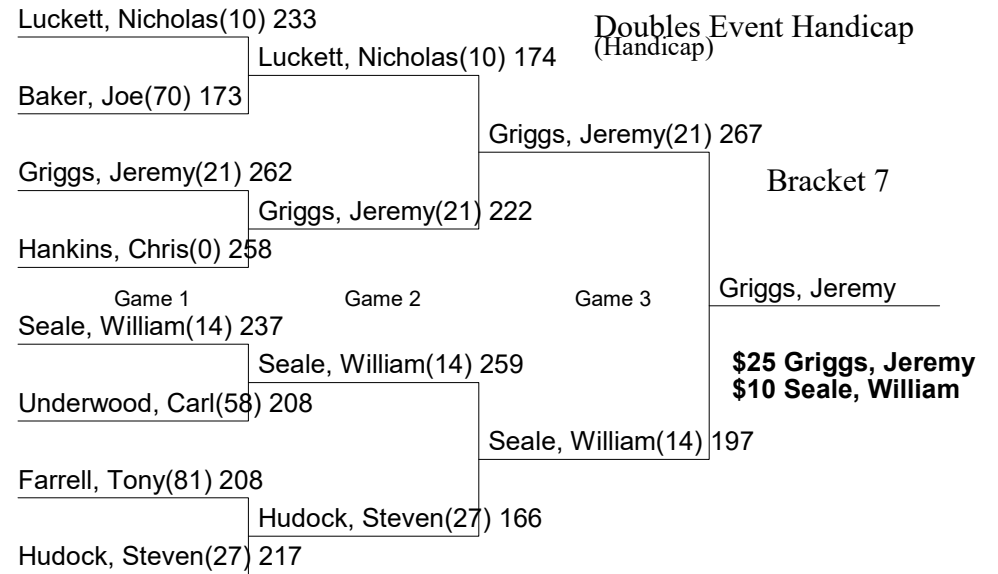 Luckett, Nicholas(10) 233
Doubles Event Handicap
(Handicap)
Luckett, Nicholas(10) 174
Baker, Joe(70) 173
Griggs, Jeremy(21) 267
Griggs, Jeremy(21) 262
Bracket 7
Griggs, Jeremy(21) 222
Hankins, Chris(0) 258
Game 1
Game 2
Game 3
Griggs, Jeremy
Seale, William(14) 237
Seale, William(14) 259
$25 Griggs, Jeremy
$10 Seale, William
Underwood, Carl(58) 208
Seale, William(14) 197
Farrell, Tony(81) 208
Hudock, Steven(27) 166
Hudock, Steven(27) 217